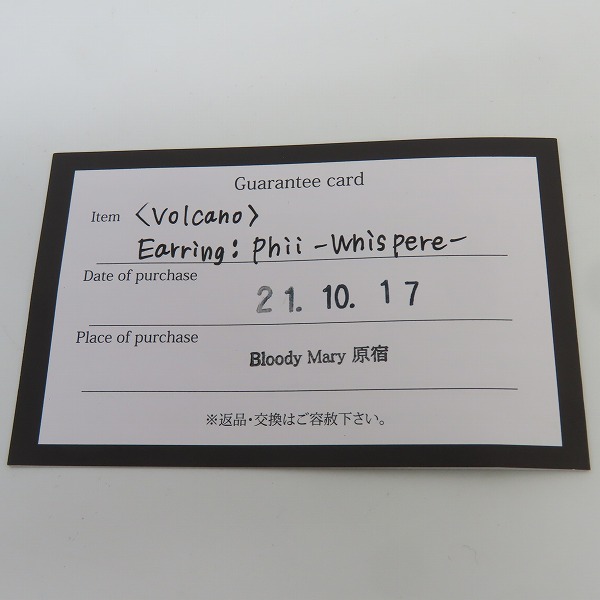 Guarantee card
Item <Volcano>
Earring: Phii -Whispere-
Date of purchase
21. 10. 17
Place of purchase
Bloody Mary 原宿
※返品・交換はご容赦下さい。